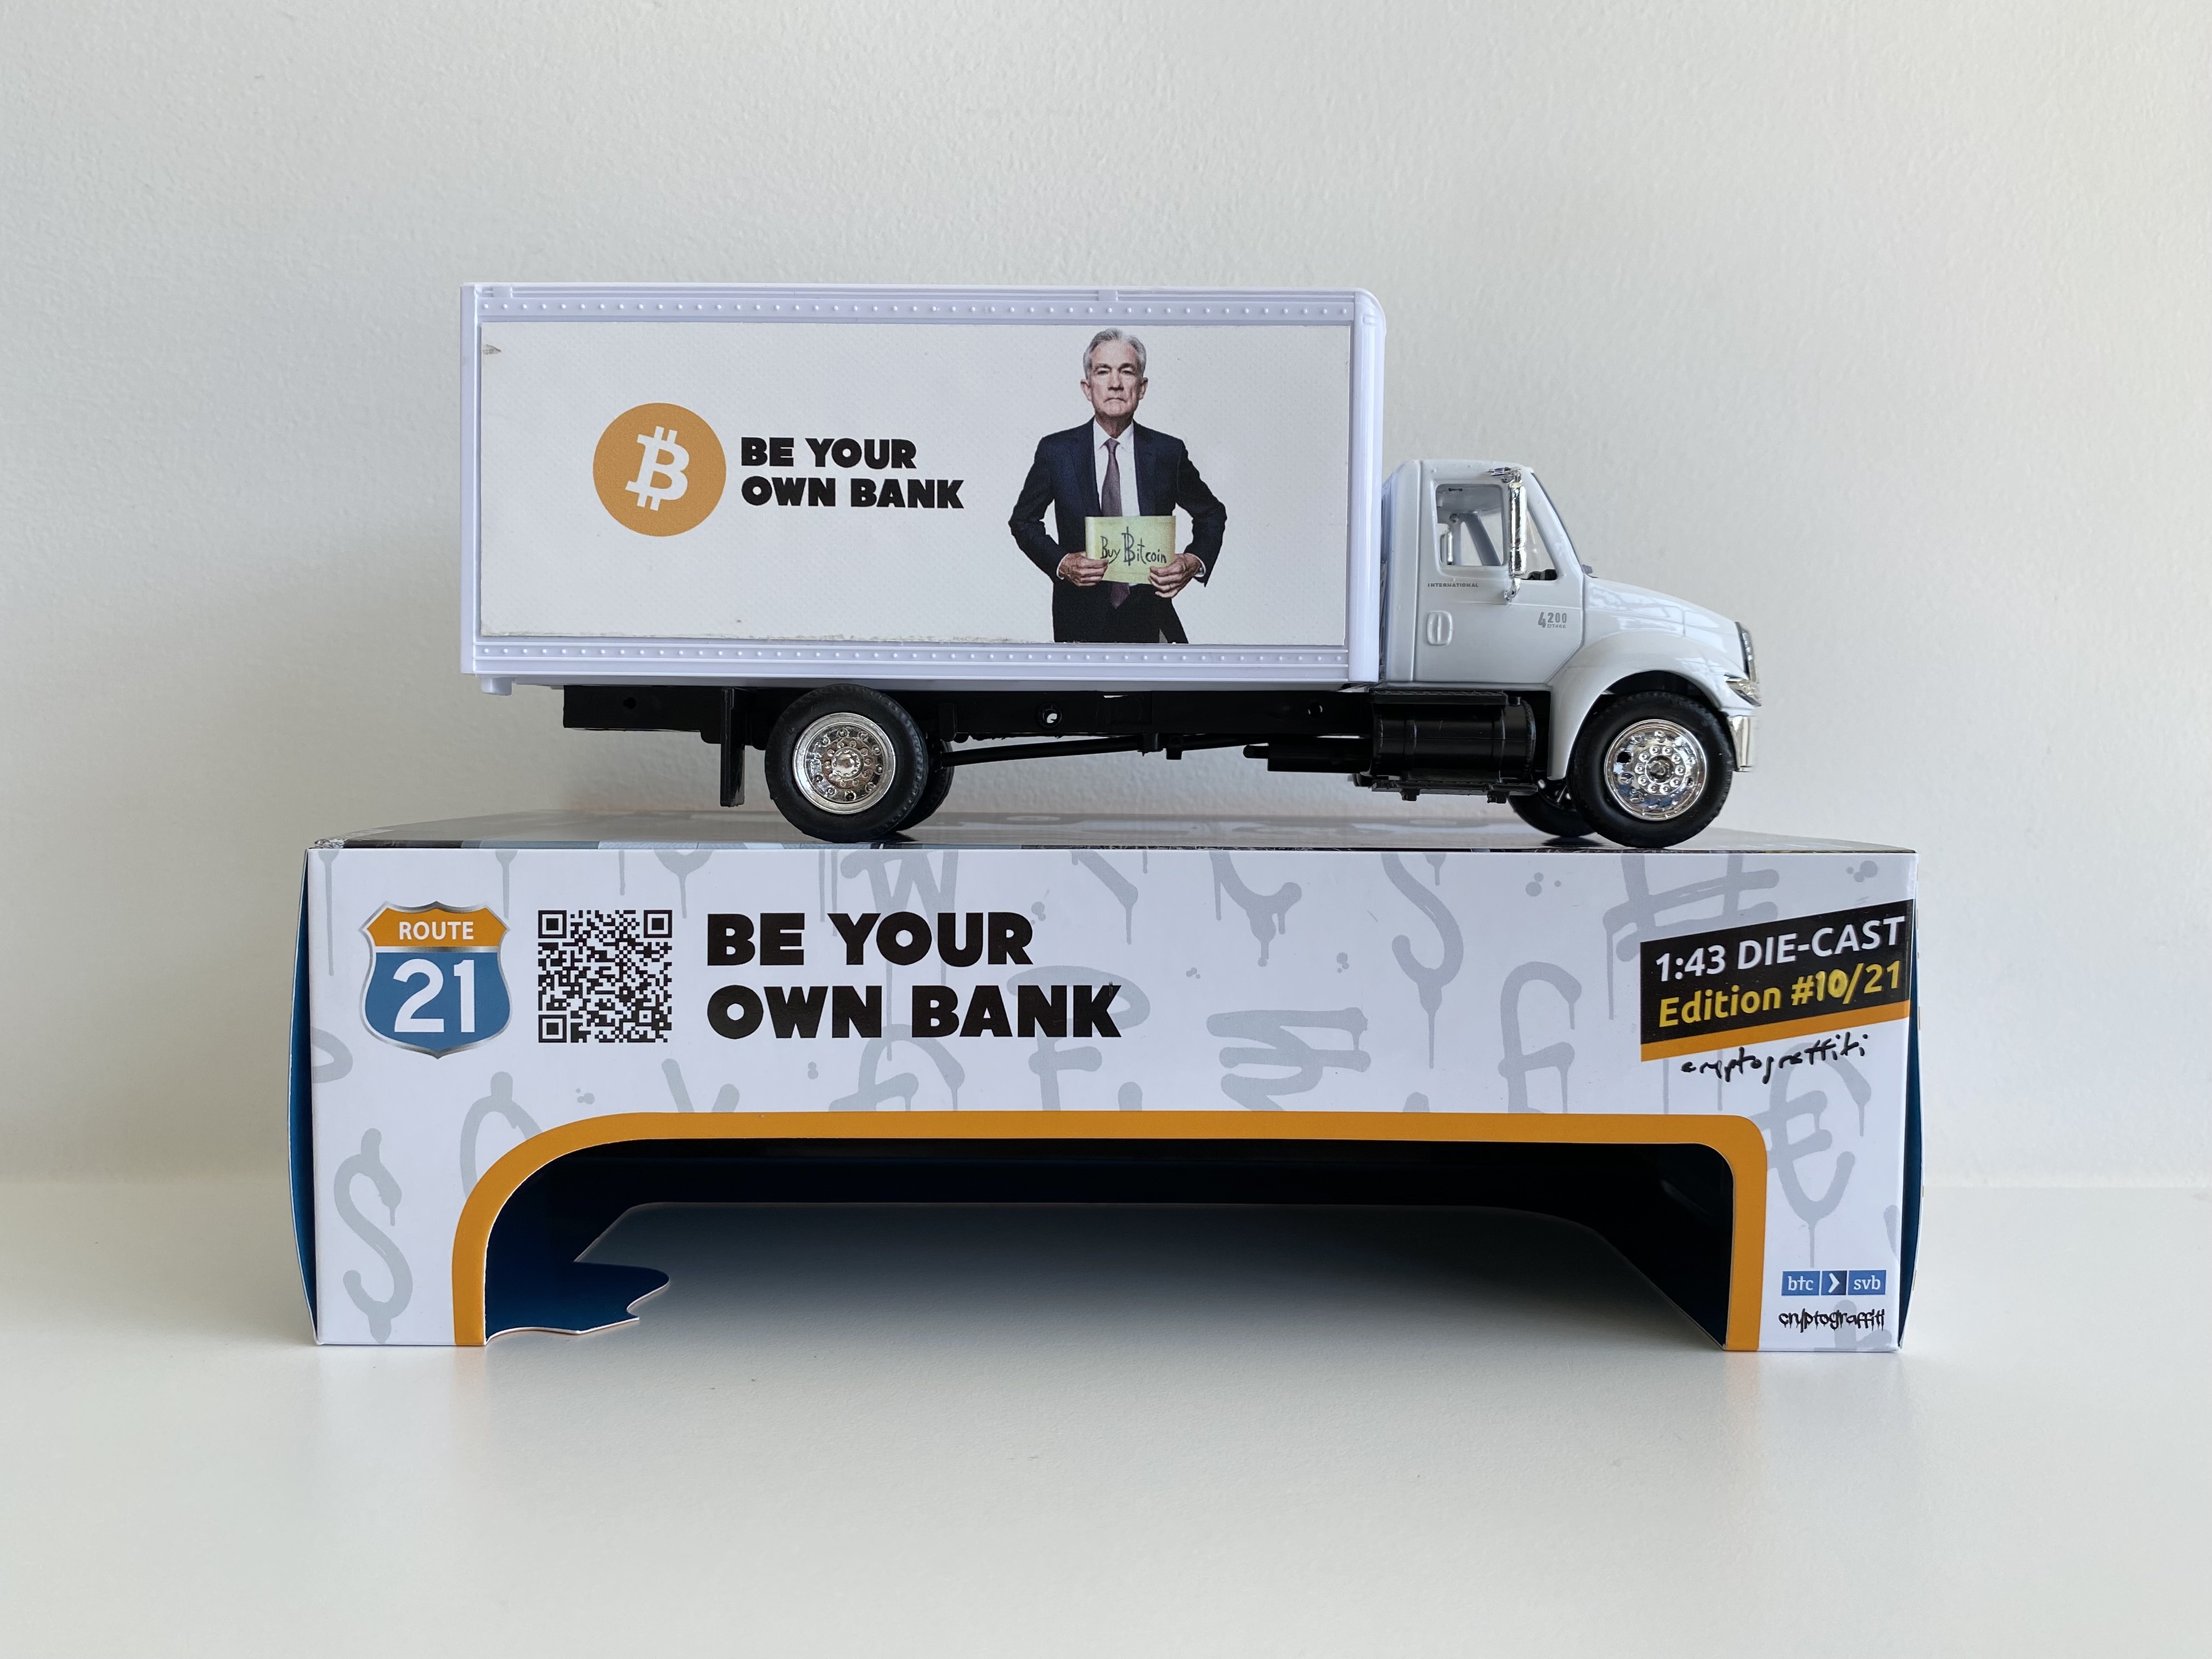 BE YOUR
OWN BANK
Buy Bitcoin
INTERNATIONAL
4200
ROUTE
21
BE YOUR
OWN BANK
1:43 DIE-CAST
Edition #10/21
cryptograffiti
btc > svb
cryptograffiti